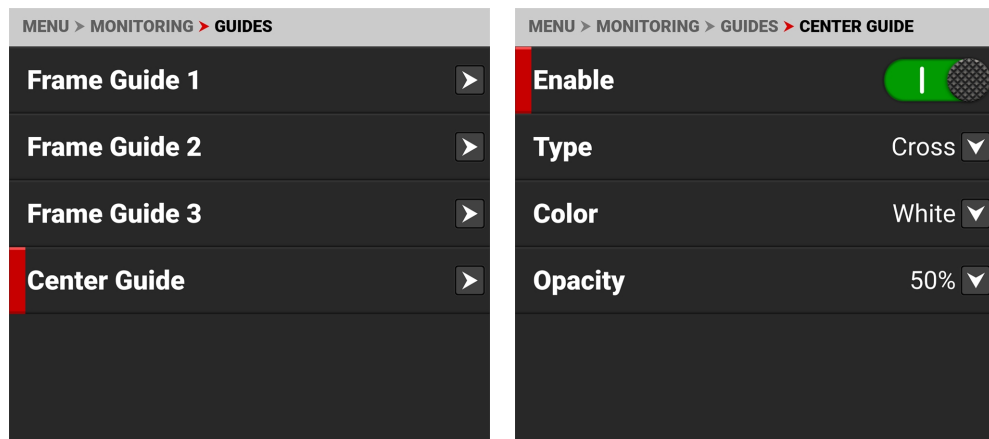 MENU > MONITORING > GUIDES
Frame Guide 1
Frame Guide 2
Frame Guide 3
Center Guide
MENU > MONITORING > GUIDES > CENTER GUIDE
Enable
Type Cross
Color White
Opacity 50%